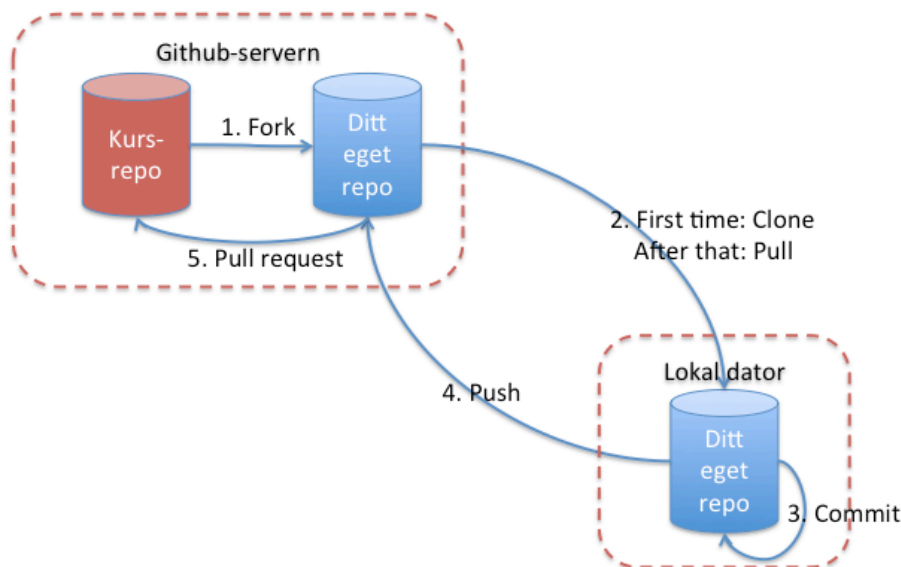 Github-servern
Kurs-
repo
1. Fork
Ditt
eget
repo
5. Pull request
2. First time: Clone
After that: Pull
4. Push
Lokal dator
Ditt
eget
repo
3. Commit